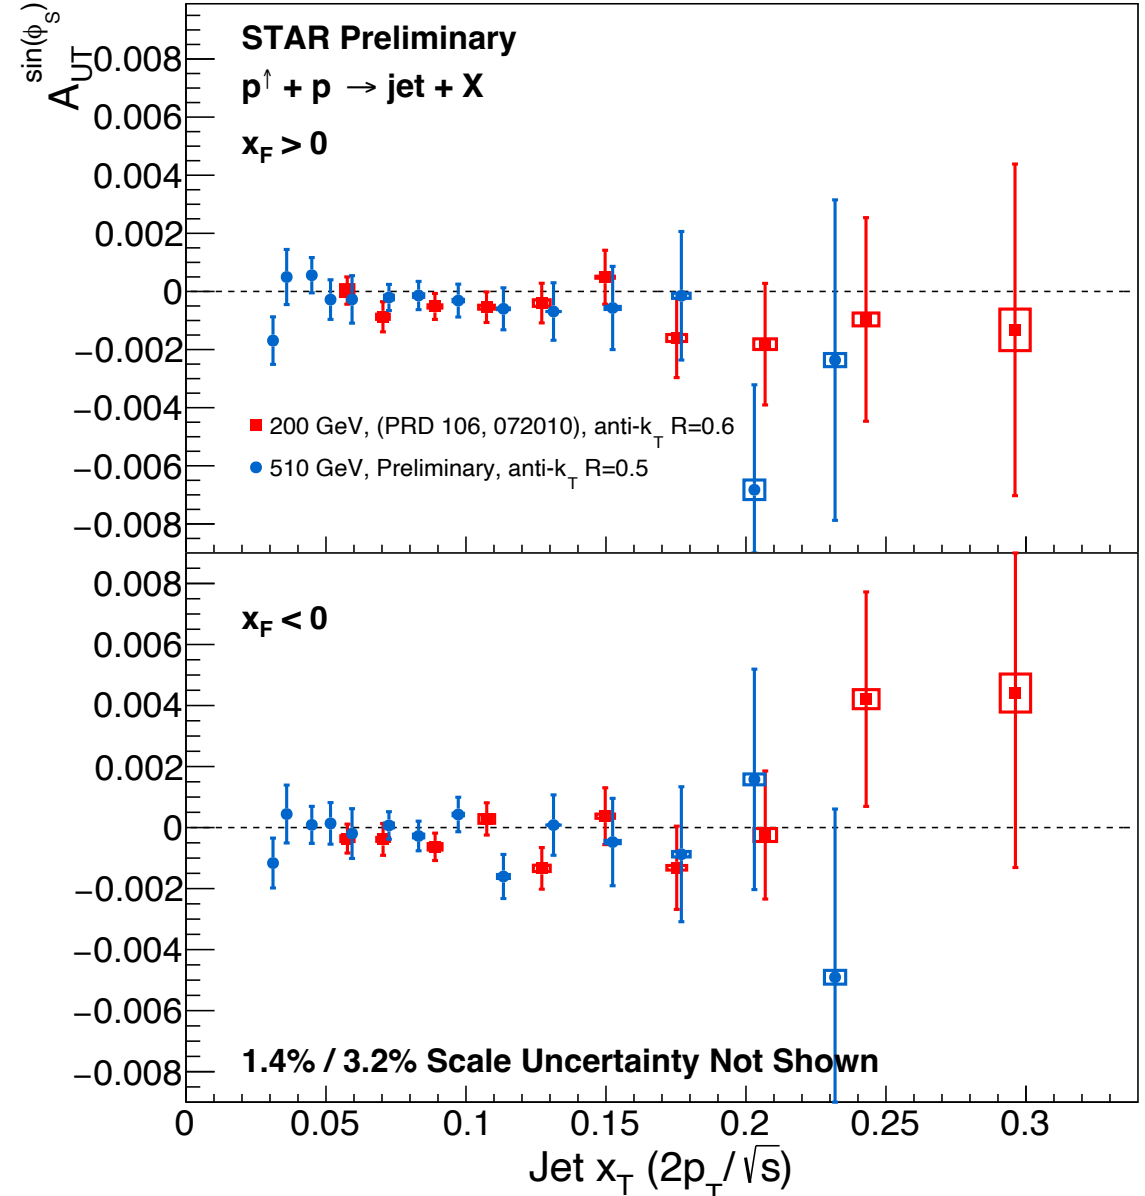 A_UT^sin(ϕ_S)
STAR Preliminary
p↑ + p → jet + X
x_F > 0
0.008
0.006
0.004
0.002
0
−0.002
−0.004
−0.006
−0.008
200 GeV, (PRD 106, 072010), anti-k_T R=0.6
510 GeV, Preliminary, anti-k_T R=0.5
x_F < 0
0.008
0.006
0.004
0.002
0
−0.002
−0.004
−0.006
−0.008
1.4% / 3.2% Scale Uncertainty Not Shown
0 0.05 0.1 0.15 0.2 0.25 0.3
Jet x_T (2p_T/√s)